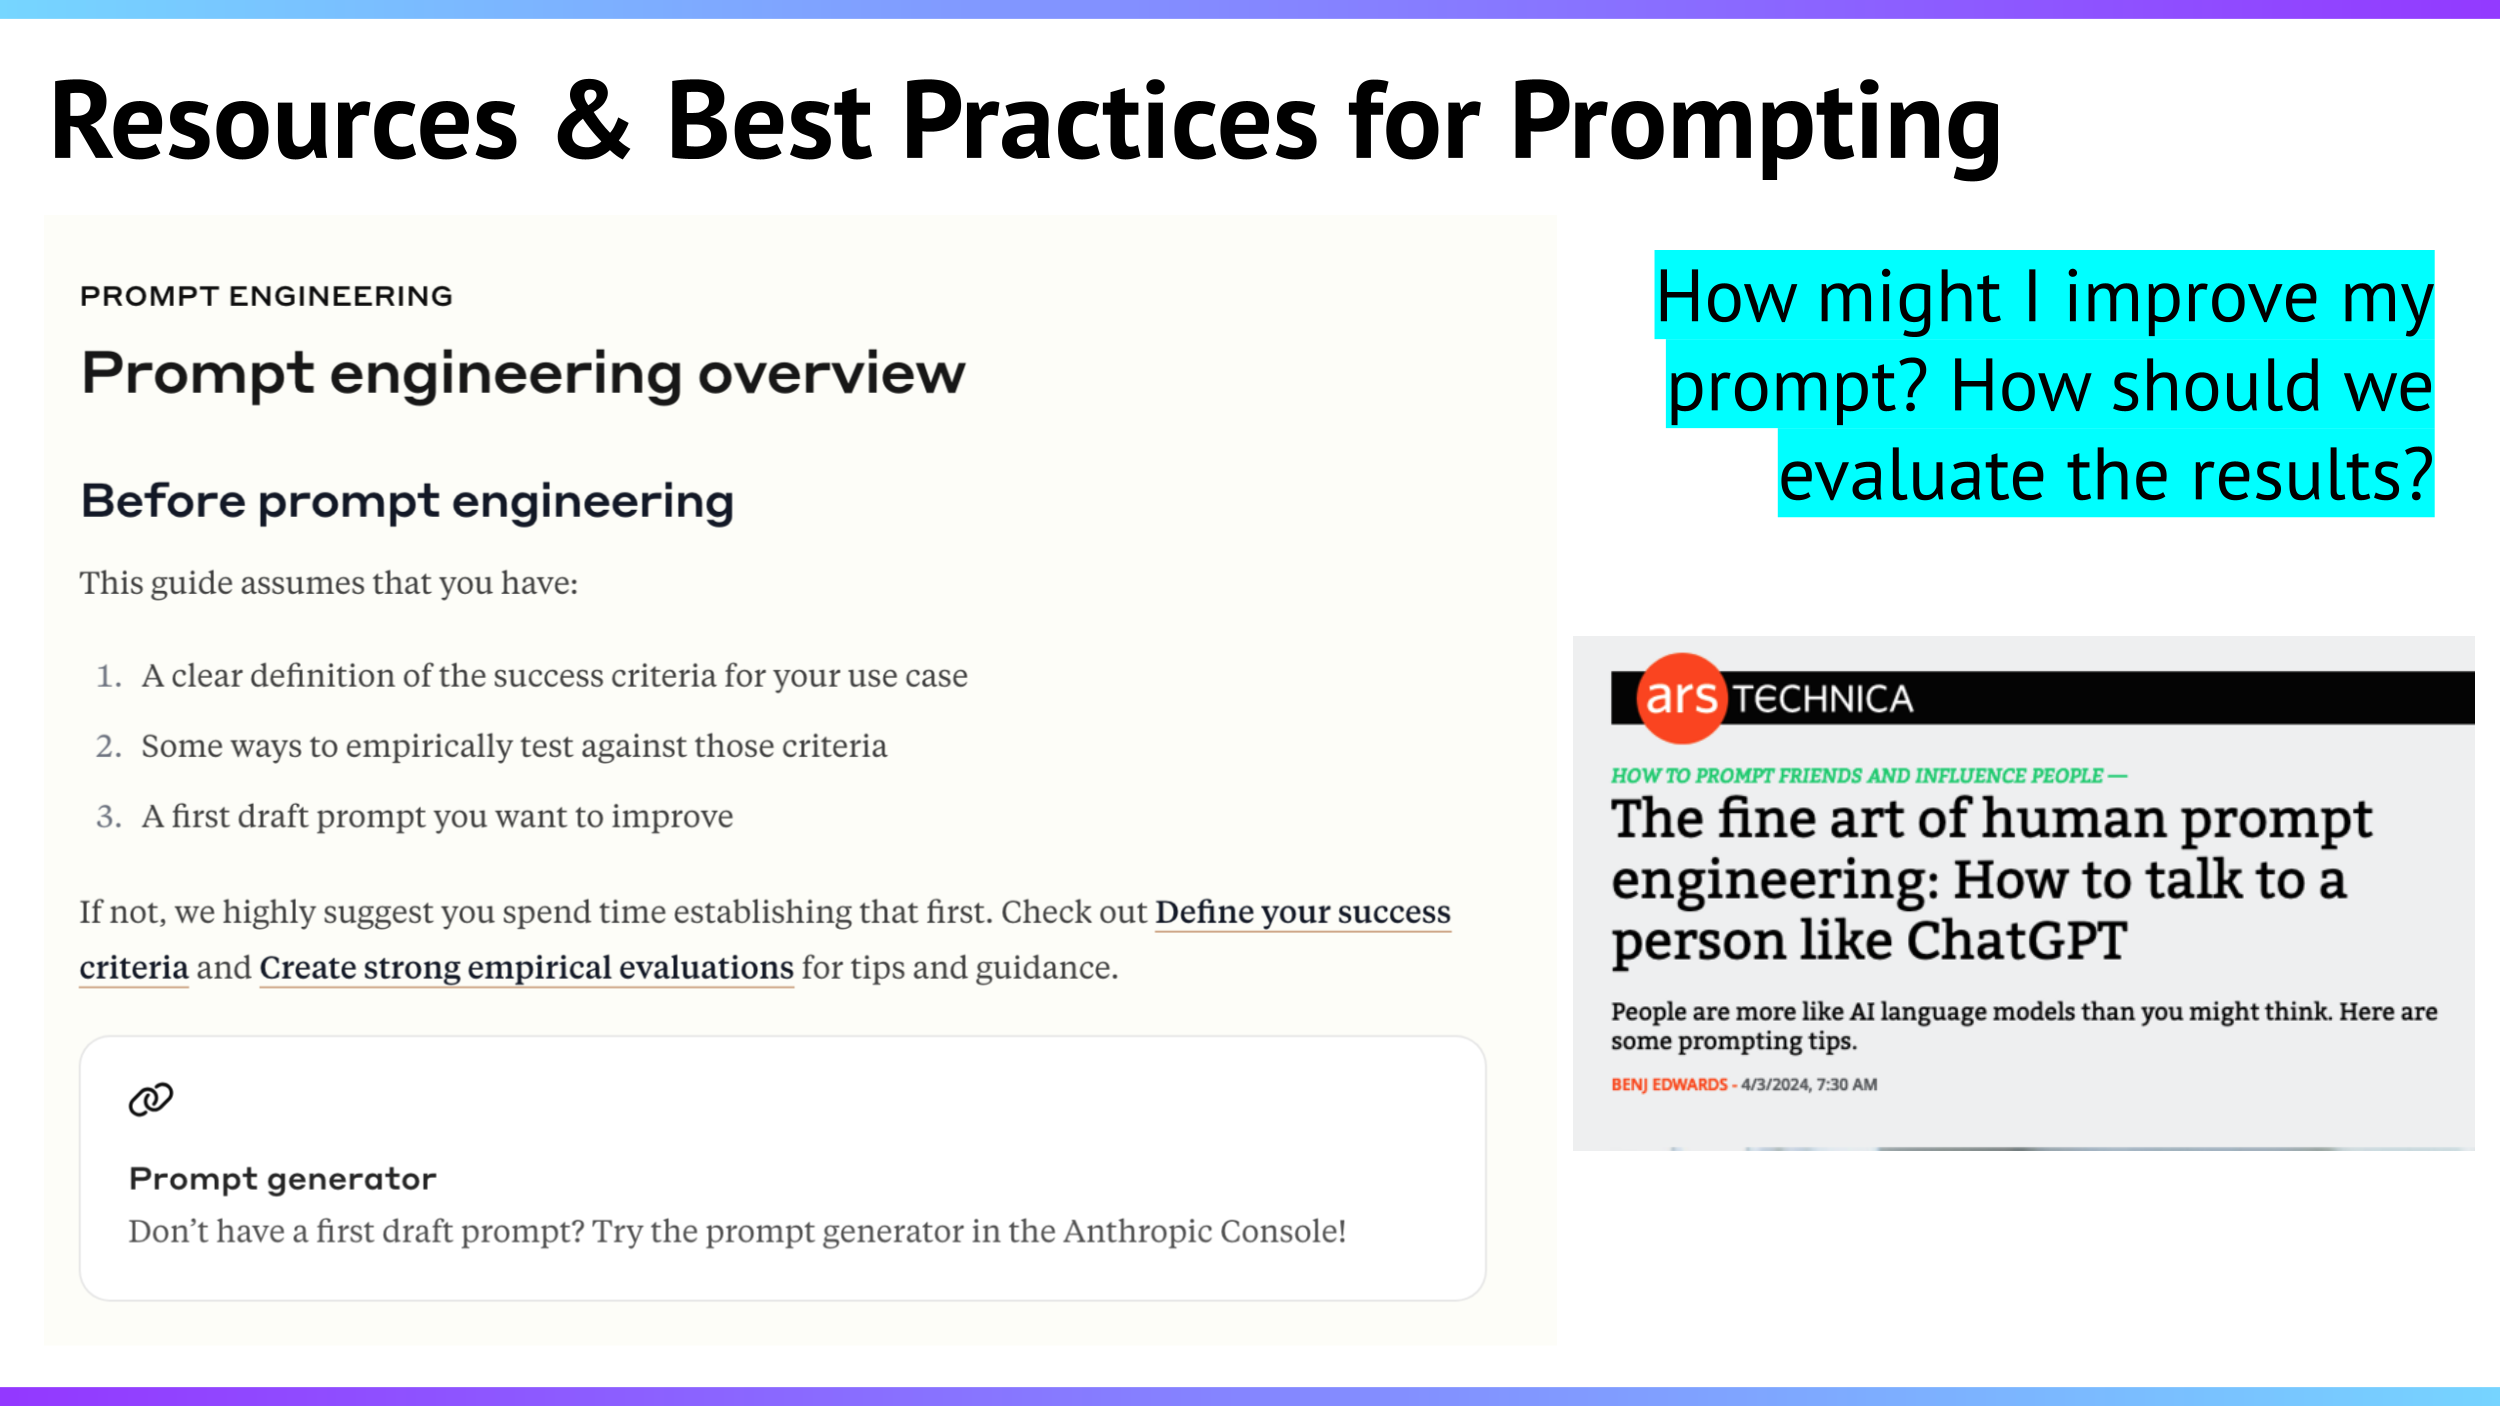 Resources & Best Practices for Prompting
PROMPT ENGINEERING
Prompt engineering overview
Before prompt engineering
This guide assumes that you have:
1. A clear definition of the success criteria for your use case
2. Some ways to empirically test against those criteria
3. A first draft prompt you want to improve
If not, we highly suggest you spend time establishing that first. Check out Define your success
criteria and Create strong empirical evaluations for tips and guidance.
Prompt generator
Don’t have a first draft prompt? Try the prompt generator in the Anthropic Console!
How might I improve my
prompt? How should we
evaluate the results?
ars TECHNICA
HOW TO PROMPT FRIENDS AND INFLUENCE PEOPLE —
The fine art of human prompt
engineering: How to talk to a
person like ChatGPT
People are more like AI language models than you might think. Here are
some prompting tips.
BENJ EDWARDS - 4/3/2024, 7:30 AM